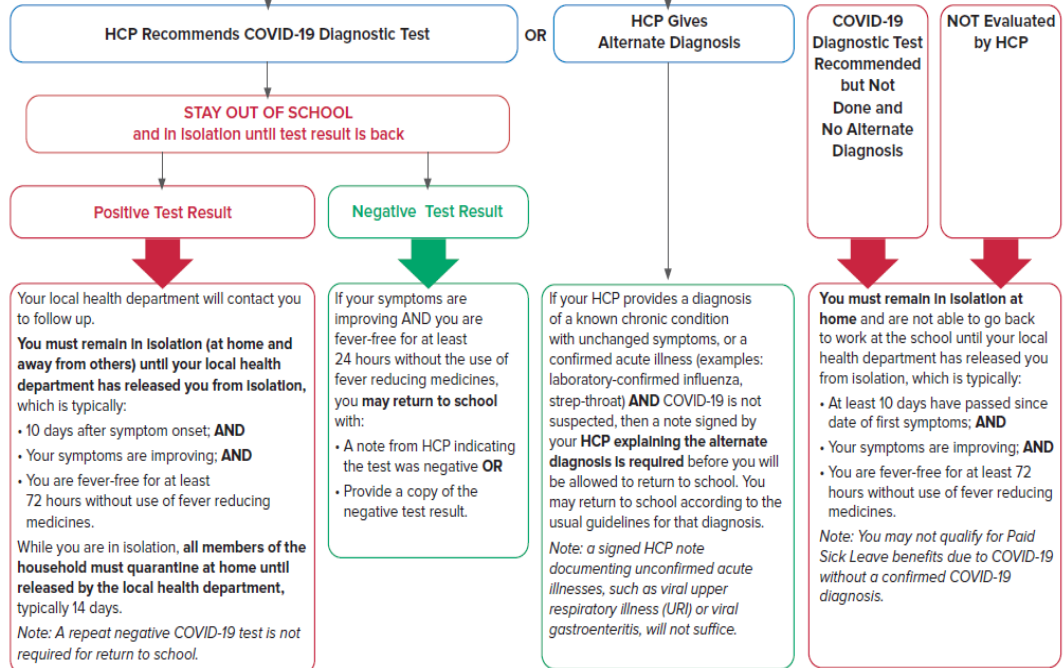 HCP Recommends COVID-19 Diagnostic Test
OR
HCP Gives
Alternate Diagnosis
COVID-19
Diagnostic Test
Recommended
but Not
Done and
No Alternate
Diagnosis
NOT Evaluated
by HCP
STAY OUT OF SCHOOL
and in isolation until test result is back
Positive Test Result
Negative Test Result
Your local health department will contact you
to follow up.
You must remain in isolation (at home and
away from others) until your local health
department has released you from isolation,
which is typically:
• 10 days after symptom onset; AND
• Your symptoms are improving; AND
• You are fever-free for at least
72 hours without use of fever reducing
medicines.
While you are in isolation, all members of the
household must quarantine at home until
released by the local health department,
typically 14 days.
Note: A repeat negative COVID-19 test is not
required for return to school.
If your symptoms are
improving AND you are
fever-free for at least
24 hours without the use of
fever reducing medicines,
you may return to school
with:
• A note from HCP indicating
the test was negative OR
• Provide a copy of the
negative test result.
If your HCP provides a diagnosis
of a known chronic condition
with unchanged symptoms, or a
confirmed acute illness (examples:
laboratory-confirmed influenza,
strep-throat) AND COVID-19 is not
suspected, then a note signed by
your HCP explaining the alternate
diagnosis is required before you will
be allowed to return to school. You
may return to school according to the
usual guidelines for that diagnosis.
Note: a signed HCP note
documenting unconfirmed acute
illnesses, such as viral upper
respiratory illness (URI) or viral
gastroenteritis, will not suffice.
You must remain in isolation at
home and are not able to go back
to work at the school until your local
health department has released you
from isolation, which is typically:
• At least 10 days have passed since
date of first symptoms; AND
• Your symptoms are improving; AND
• You are fever-free for at least 72
hours without use of fever reducing
medicines.
Note: You may not qualify for Paid
Sick Leave benefits due to COVID-19
without a confirmed COVID-19
diagnosis.